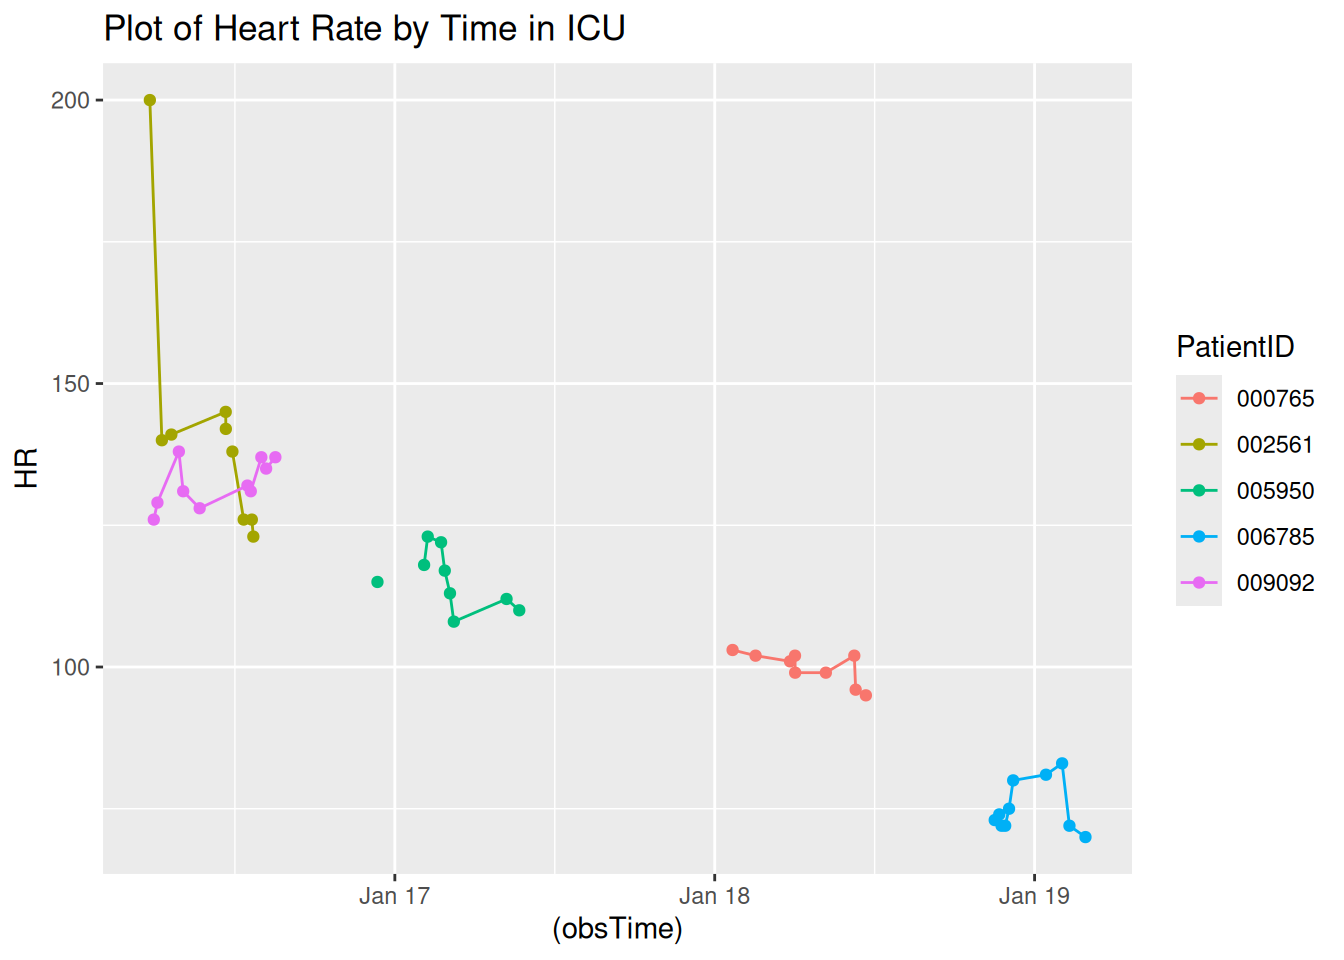 Plot of Heart Rate by Time in ICU
200
150
100
HR
Jan 17
Jan 18
Jan 19
(obsTime)
PatientID
000765
002561
005950
006785
009092